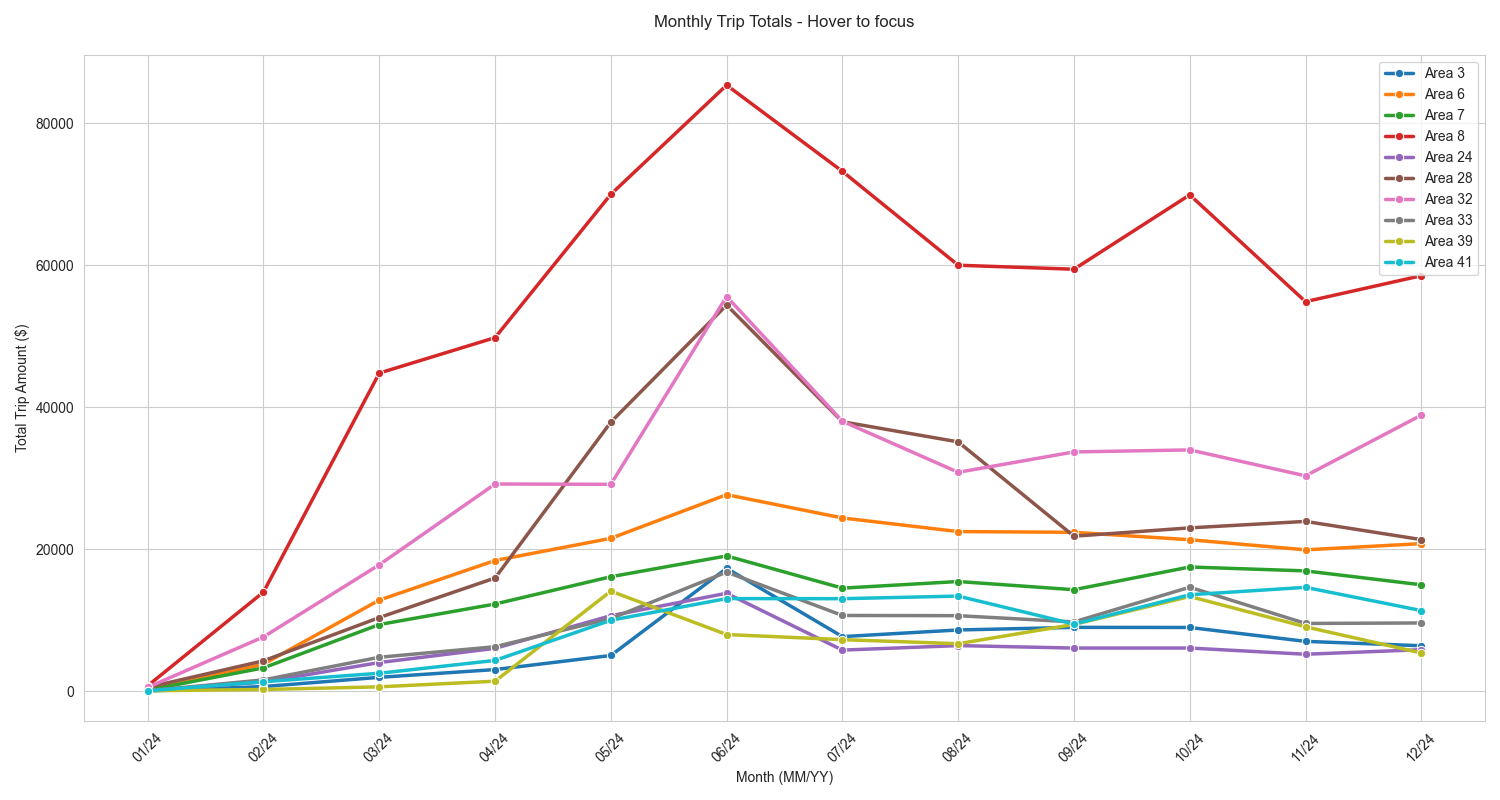 Monthly Trip Totals - Hover to focus
Total Trip Amount ($)
80000
60000
40000
20000
0
Area 3
Area 6
Area 7
Area 8
Area 24
Area 28
Area 32
Area 33
Area 39
Area 41
01/24
02/24
03/24
04/24
05/24
06/24
07/24
08/24
09/24
10/24
11/24
12/24
Month (MM/YY)